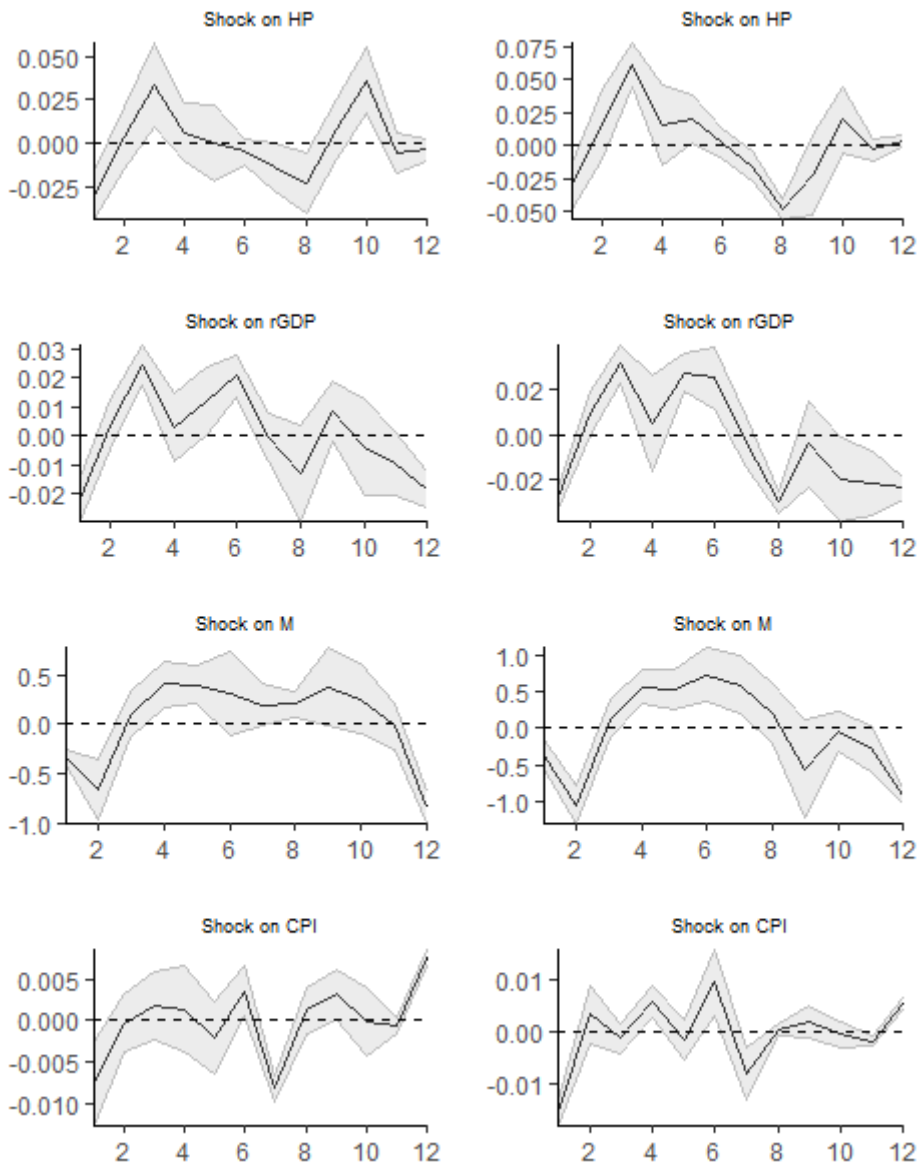 Shock on HP
0.050
0.025
0.000
-0.025
2 4 6 8 10 12
Shock on HP
0.075
0.050
0.025
0.000
-0.025
-0.050
2 4 6 8 10 12
Shock on rGDP
0.03
0.02
0.01
0.00
-0.01
-0.02
2 4 6 8 10 12
Shock on rGDP
0.02
0.00
-0.02
2 4 6 8 10 12
Shock on M
0.5
0.0
-0.5
-1.0
2 4 6 8 10 12
Shock on M
1.0
0.5
0.0
-0.5
-1.0
2 4 6 8 10 12
Shock on CPI
0.005
0.000
-0.005
-0.010
2 4 6 8 10 12
Shock on CPI
0.01
0.00
-0.01
2 4 6 8 10 12